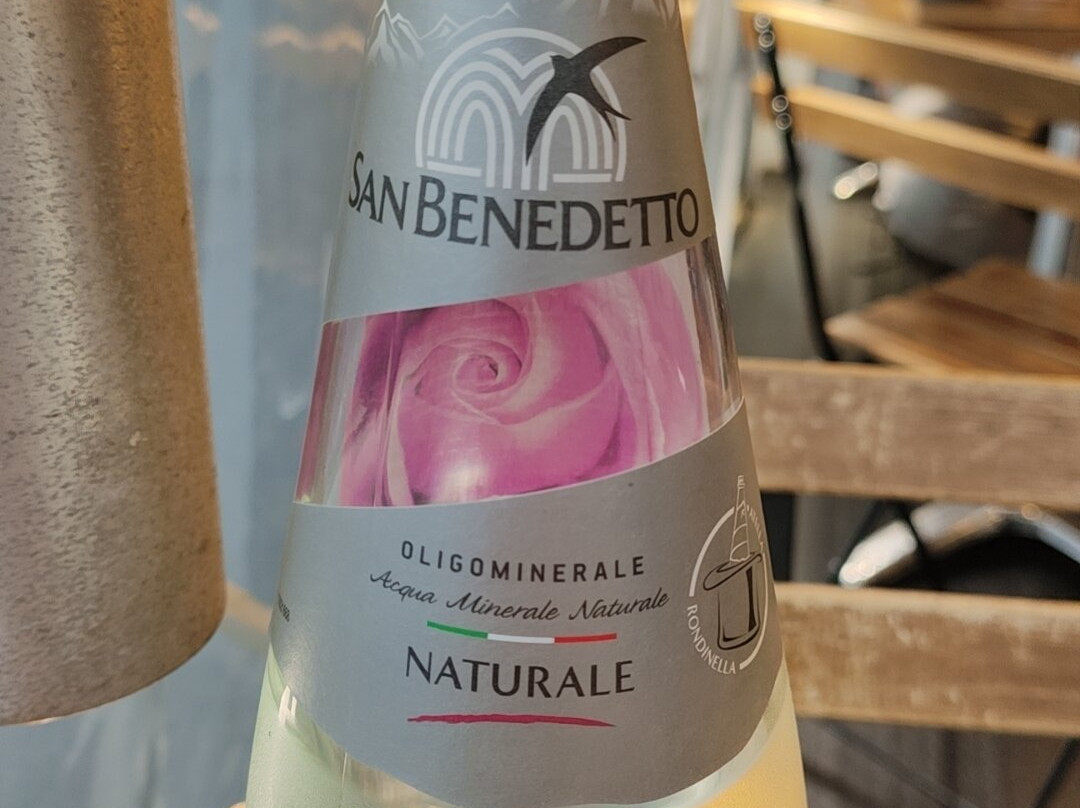 SAN BENEDETTO
OLIGOMINERALE
Acqua Minerale Naturale
NATURALE
RONDINELLA